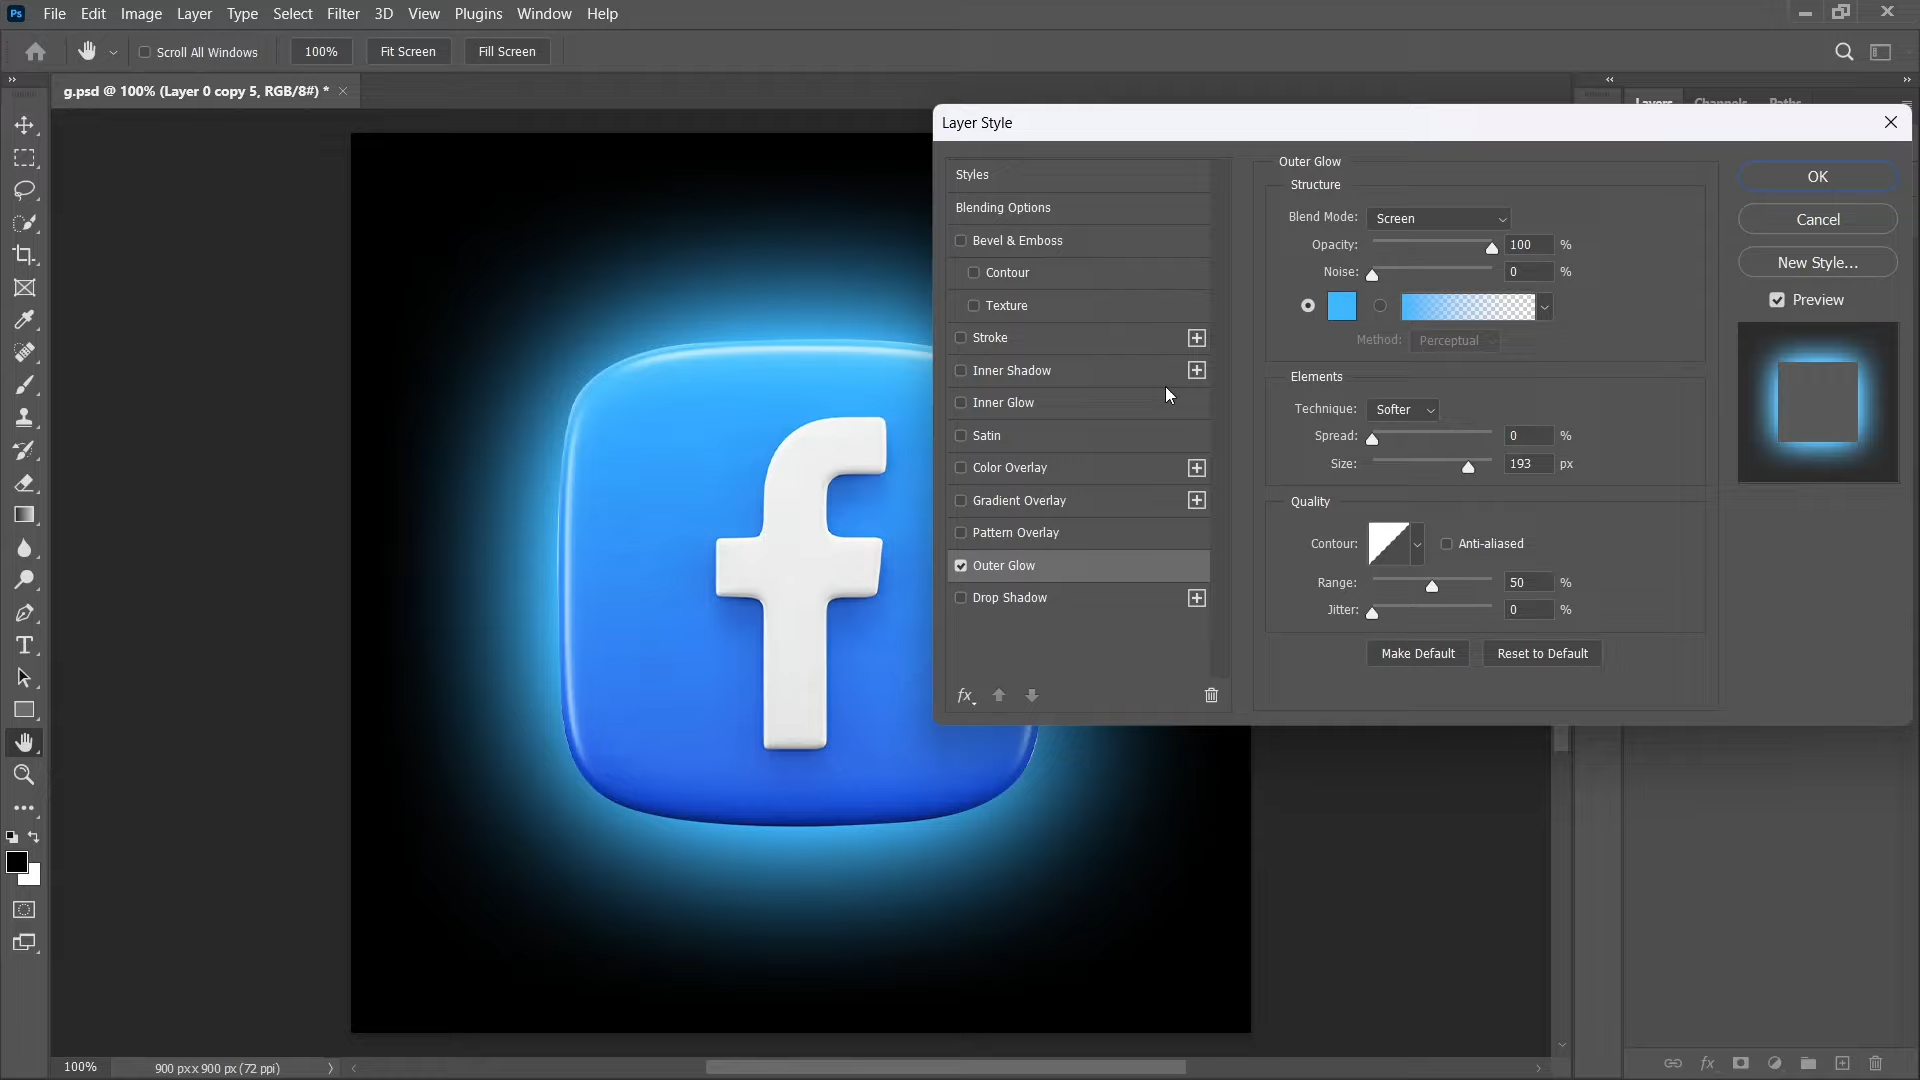 Ps File Edit Image Layer Type Select Filter 3D View Plugins Window Help
Scroll All Windows 100% Fit Screen Fill Screen
g.psd @ 100% (Layer 0 copy 5, RGB/8#) *
Layers Channels Paths
Layer Style
Styles
Blending Options
Bevel & Emboss
Contour
Texture
Stroke
Inner Shadow
Inner Glow
Satin
Color Overlay
Gradient Overlay
Pattern Overlay
Outer Glow
Drop Shadow
fx
Outer Glow
Structure
Blend Mode: Screen
Opacity: 100 %
Noise: 0 %
Method: Perceptual
Elements
Technique: Softer
Spread: 0 %
Size: 193 px
Quality
Contour: Anti-aliased
Range: 50 %
Jitter: 0 %
Make Default Reset to Default
OK
Cancel
New Style...
Preview
f
T
100% 900 px x 900 px (72 ppi)
fx